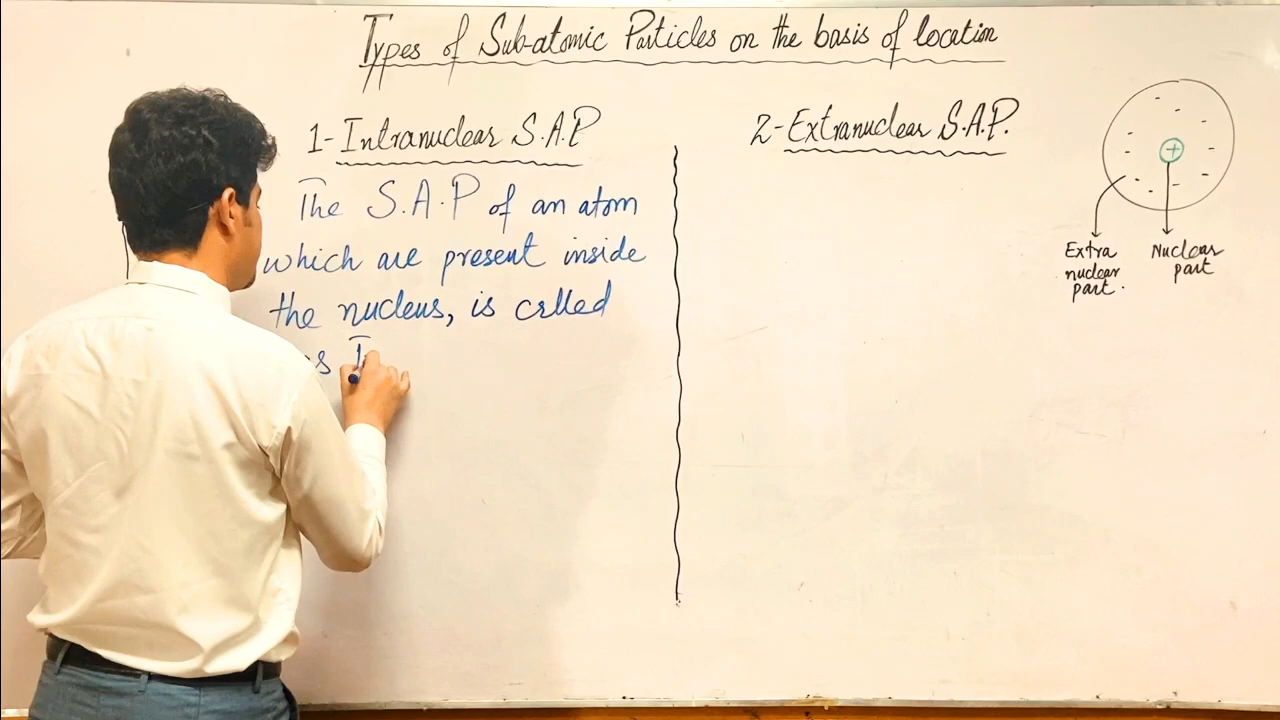 Types of Sub-atomic Particles on the basis of location
1-Intranuclear S.A.P
The S.A.P of an atom
which are present inside
the nucleus, is called
2-Extranuclear S.A.P.
+
Extra
nuclear
part.
Nuclear
part